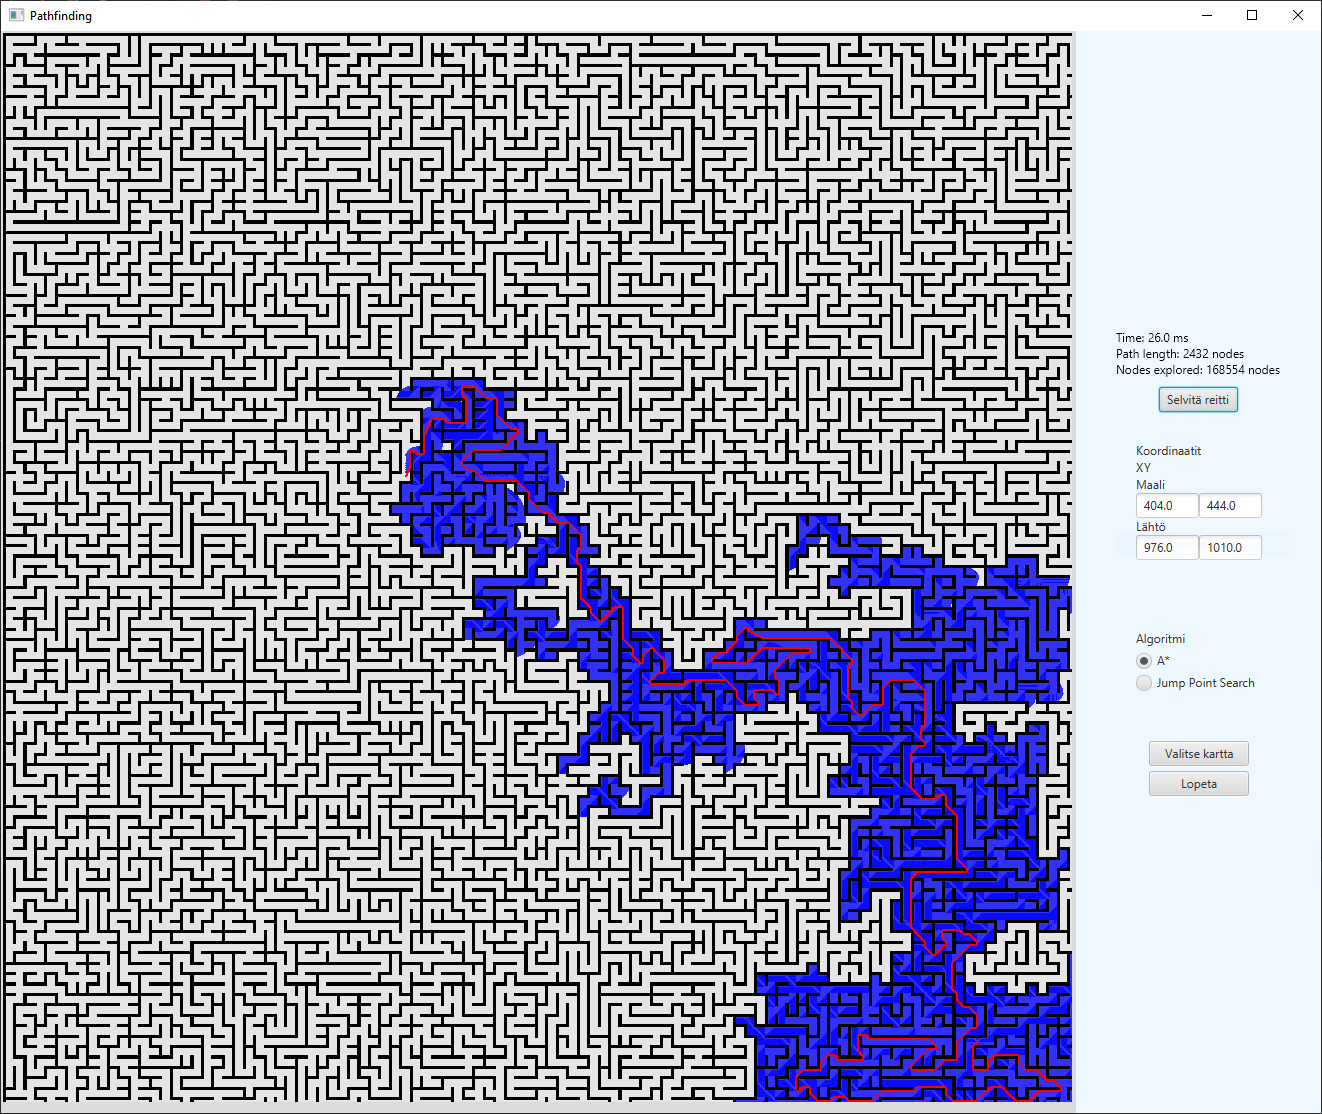 Pathfinding
Time: 26.0 ms
Path length: 2432 nodes
Nodes explored: 168554 nodes
Selvitä reitti
Koordinaatit
XY
Maali
404.0 444.0
Lähtö
976.0 1010.0
Algoritmi
A*
Jump Point Search
Valitse kartta
Lopeta